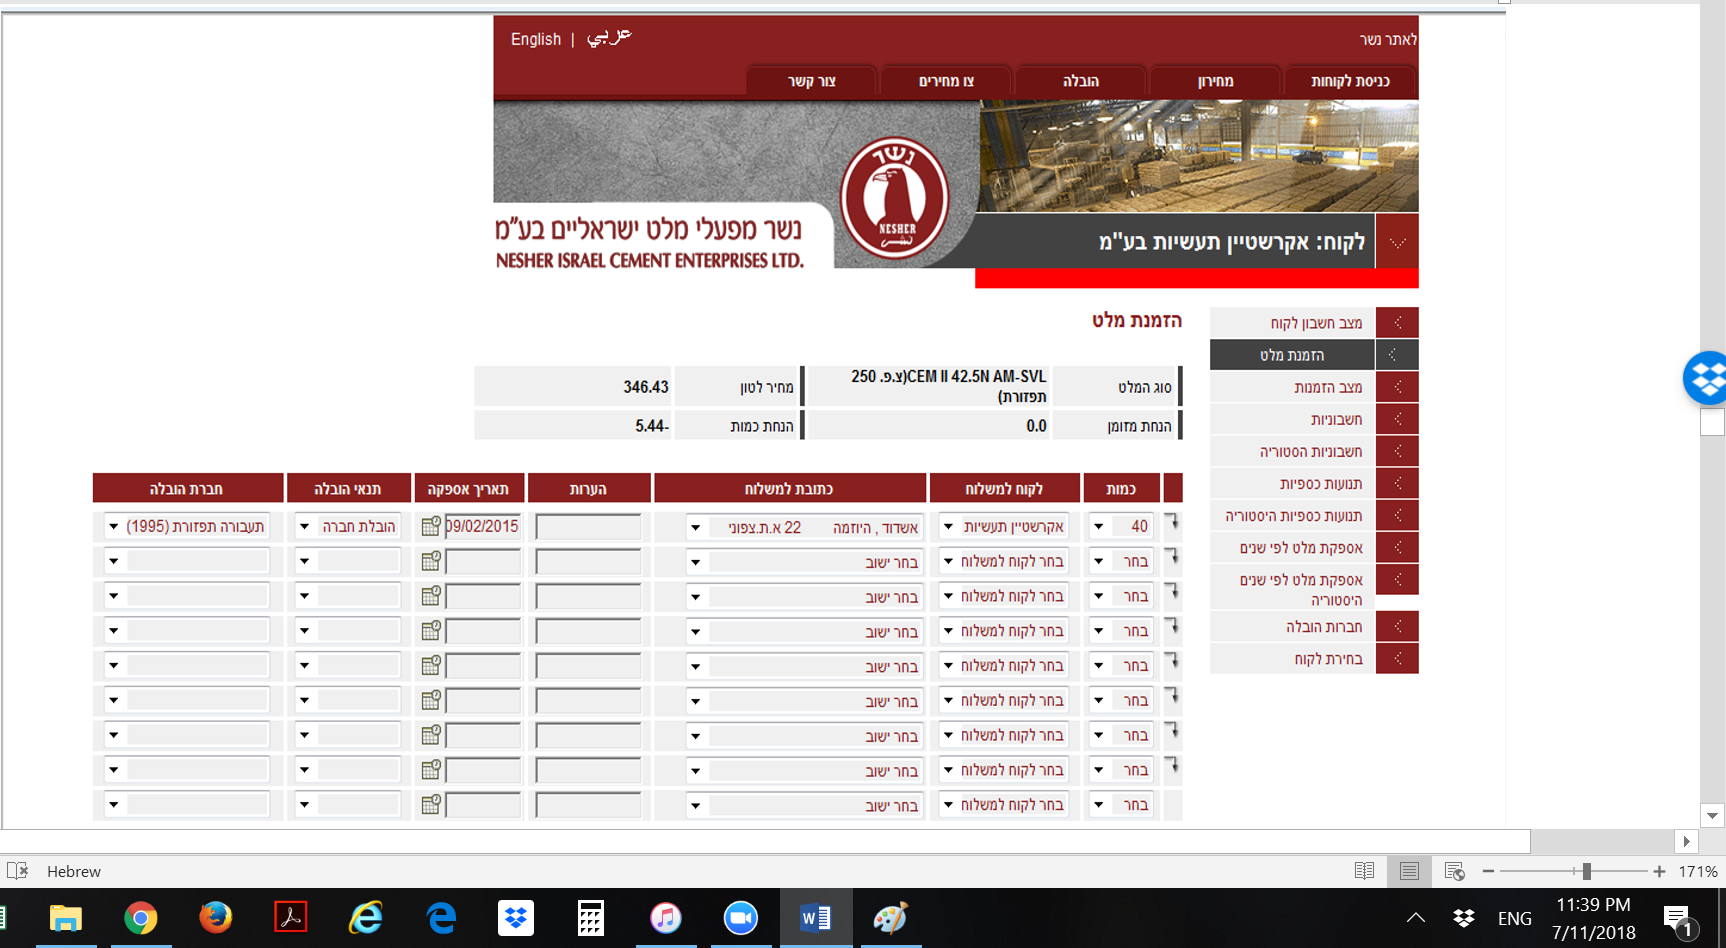 לאתר נשר
عربي | English
כניסת לקוחות
מחירון
הובלה
צו מחירים
צור קשר
נשר
NESHER
نشر
נשר מפעלי מלט ישראליים בע"מ
NESHER ISRAEL CEMENT ENTERPRISES LTD.
לקוח: אקרשטיין תעשיות בע"מ
מצב חשבון לקוח
הזמנת מלט
מצב הזמנות
חשבוניות
חשבוניות הסטוריה
תנועות כספיות
תנועות כספיות היסטוריה
אספקת מלט לפי שנים
אספקת מלט לפי שנים
היסטוריה
חברות הובלה
בחירת לקוח
הזמנת מלט
סוג המלט CEM II 42.5N AM-SVL(צ.פ. 250 מחיר לטון 346.43
תפזורת)
הנחת מזומן 0.0 הנחת כמות 5.44-
כמות לקוח למשלוח כתובת למשלוח הערות תאריך אספקה תנאי הובלה חברת הובלה
40 אקרשטיין תעשיות אשדוד , היוזמה 22 א.ת.צפוני 09/02/2015 הובלת חברה תעבורה תפזורת (1995)
בחר בחר לקוח למשלוח בחר ישוב
בחר בחר לקוח למשלוח בחר ישוב
בחר בחר לקוח למשלוח בחר ישוב
בחר בחר לקוח למשלוח בחר ישוב
בחר בחר לקוח למשלוח בחר ישוב
בחר בחר לקוח למשלוח בחר ישוב
בחר בחר לקוח למשלוח בחר ישוב
בחר בחר לקוח למשלוח בחר ישוב
Hebrew
171%
ENG
11:39 PM
7/11/2018
1